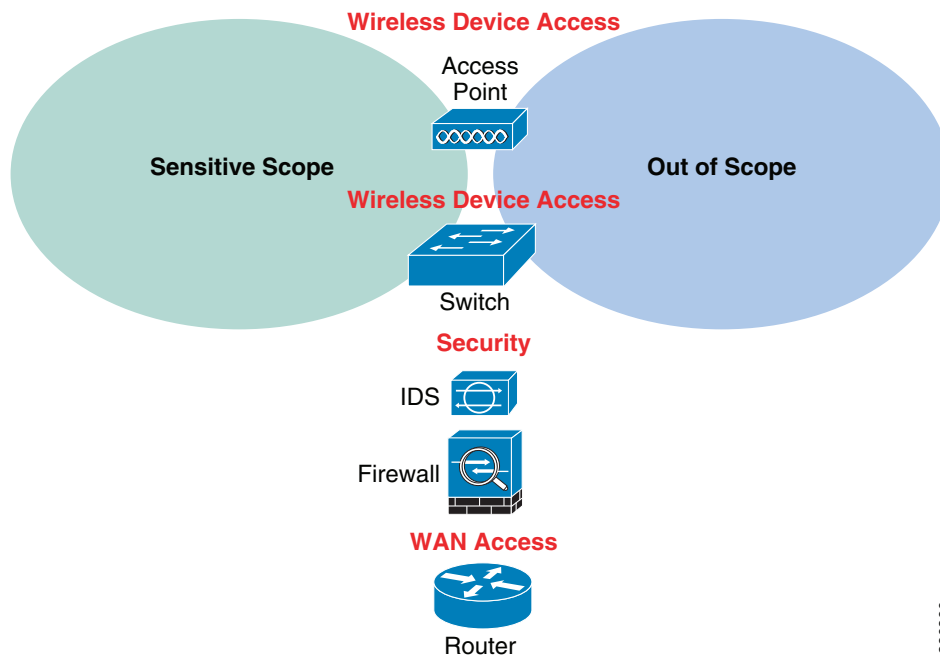 Wireless Device Access
Access
Point
Sensitive Scope
Out of Scope
Wireless Device Access
Switch
Security
IDS
Firewall
WAN Access
Router